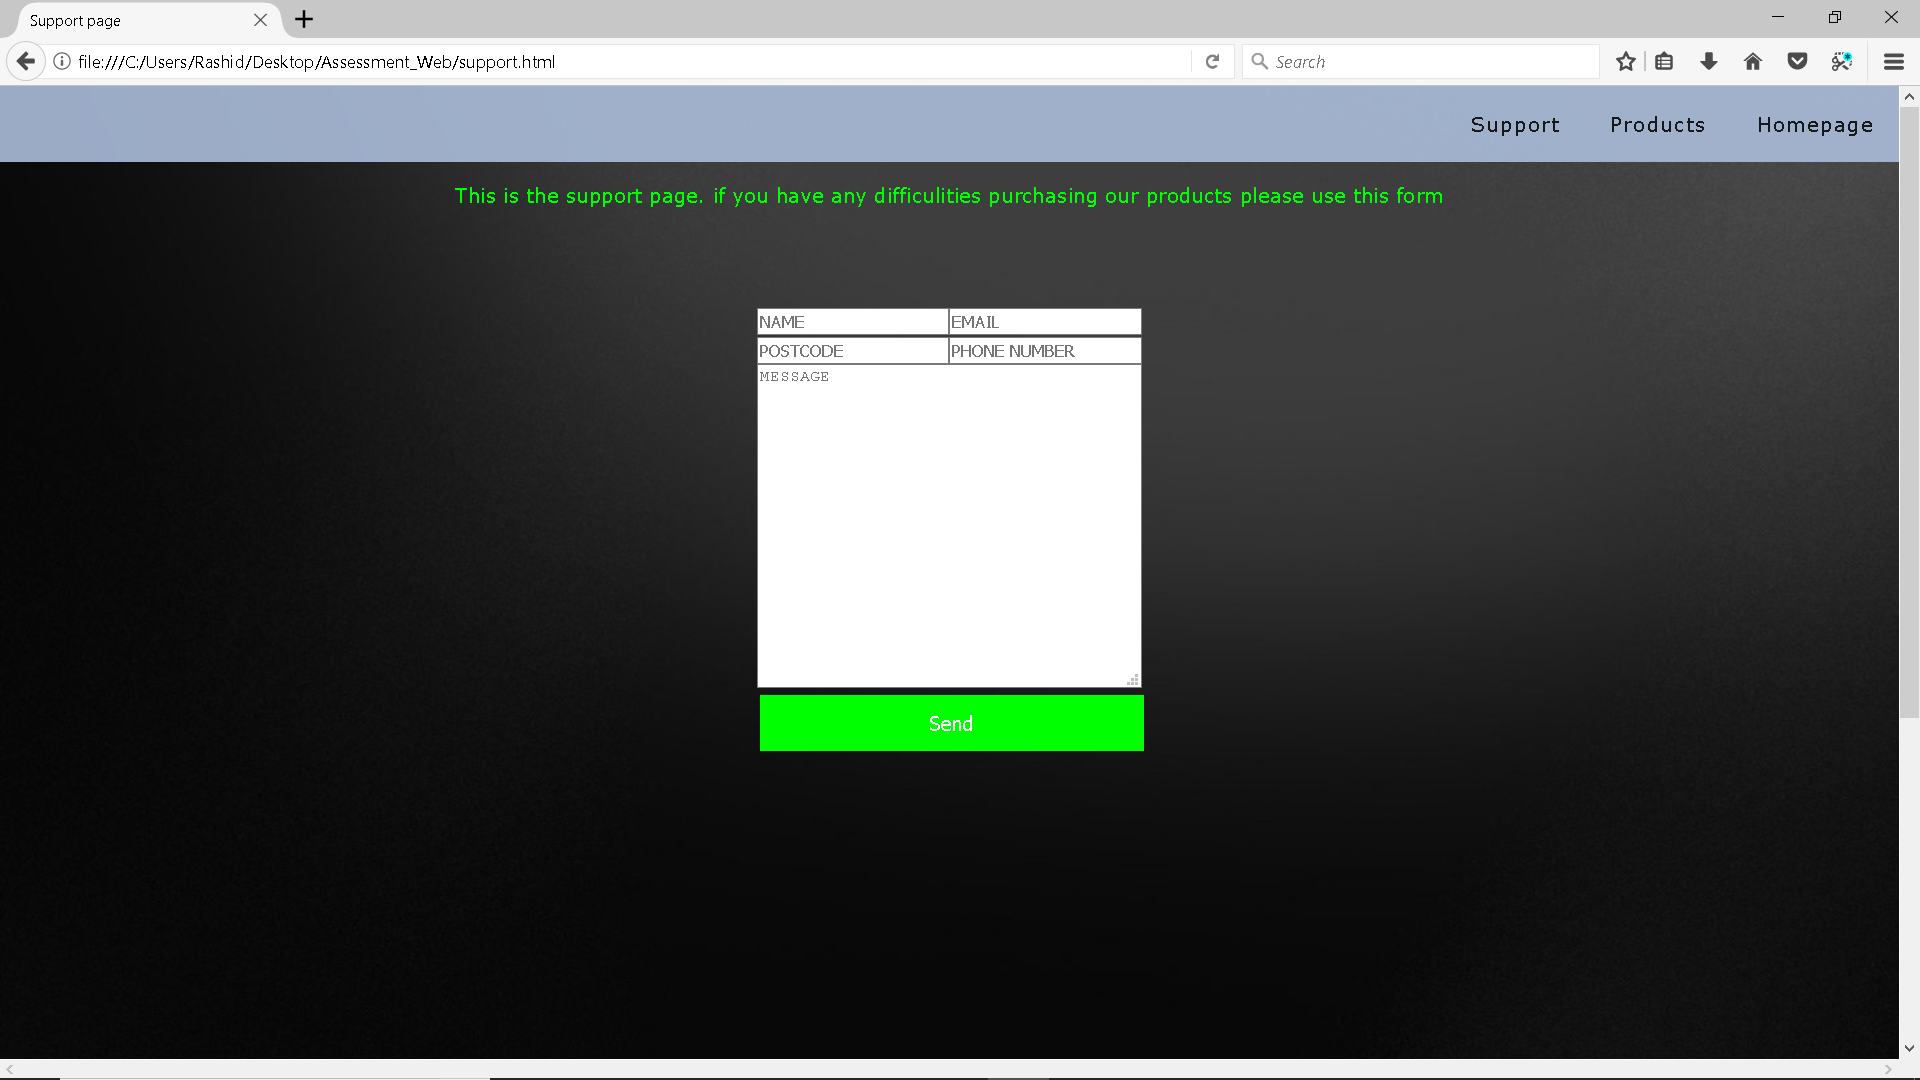 Support page
file:///C:/Users/Rashid/Desktop/Assessment_Web/support.html
Search
Support Products Homepage
This is the support page. if you have any difficulities purchasing our products please use this form
NAME EMAIL
POSTCODE PHONE NUMBER
MESSAGE
Send